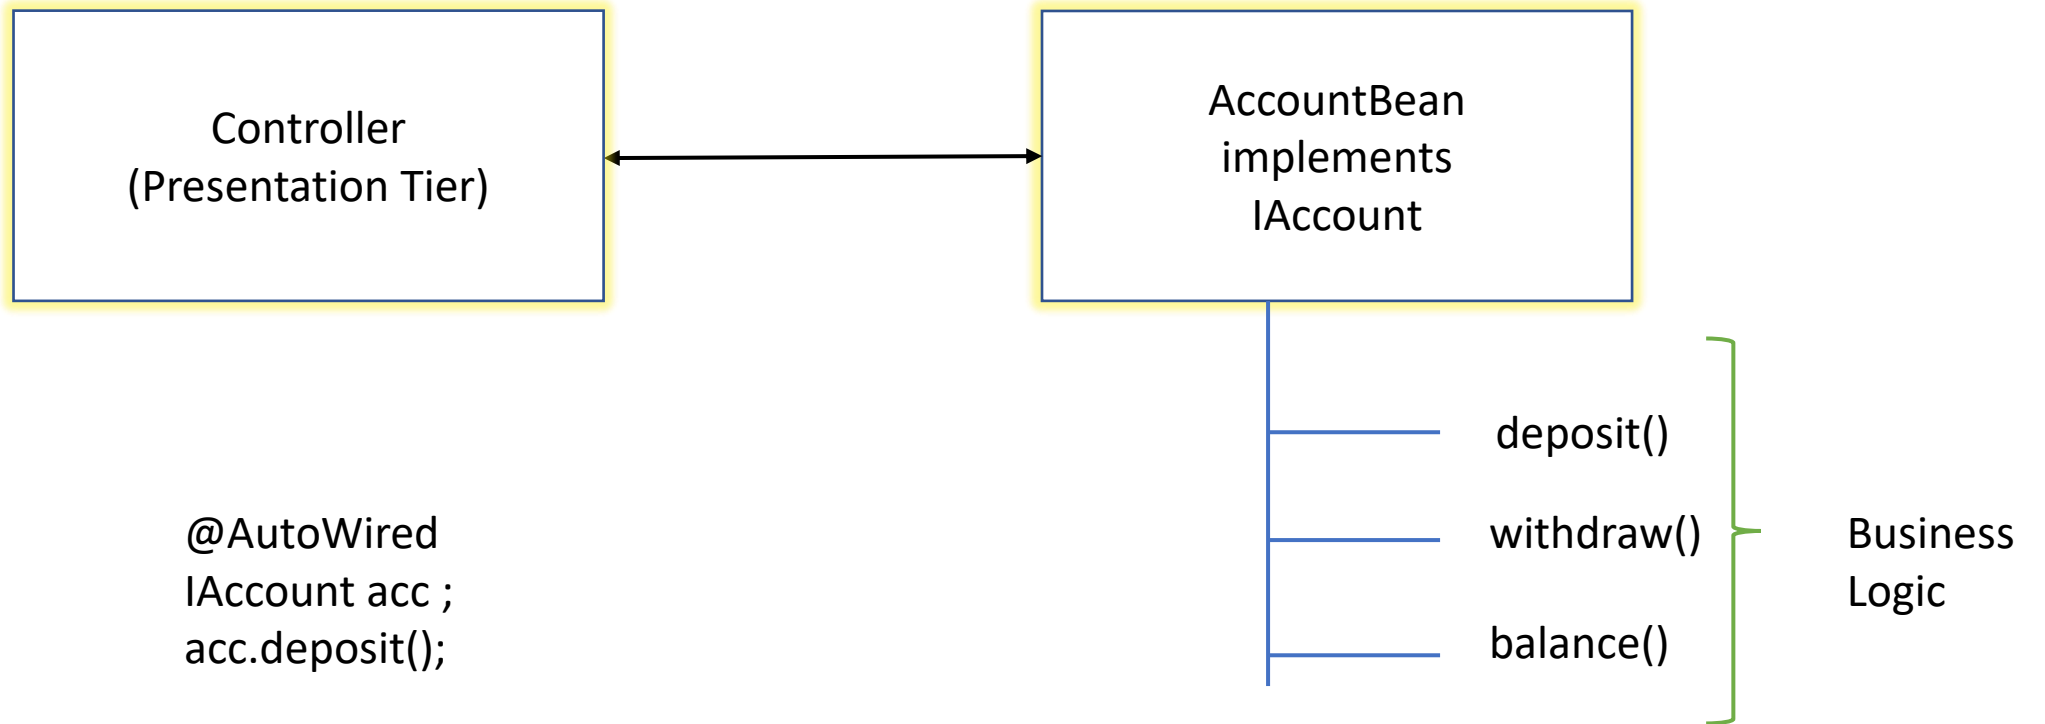 Controller
(Presentation Tier)
AccountBean
implements
IAccount
@AutoWired
IAccount acc ;
acc.deposit();
deposit()
withdraw()
balance()
Business
Logic